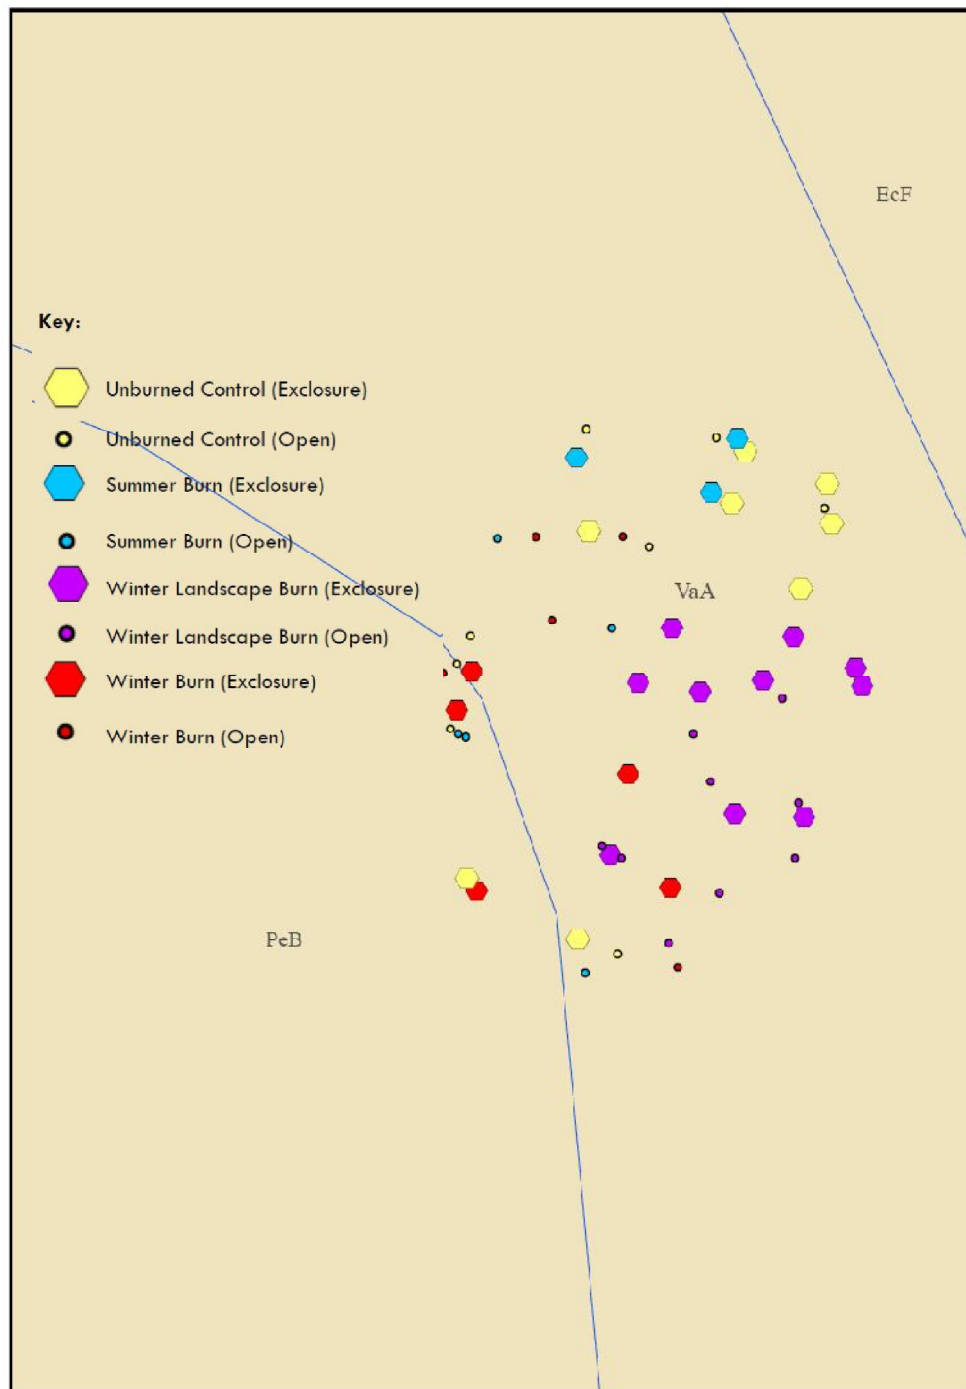 EcF
Key:
Unburned Control (Exclosure)
Unburned Control (Open)
Summer Burn (Exclosure)
Summer Burn (Open)
Winter Landscape Burn (Exclosure)
VaA
Winter Landscape Burn (Open)
Winter Burn (Exclosure)
Winter Burn (Open)
PeB